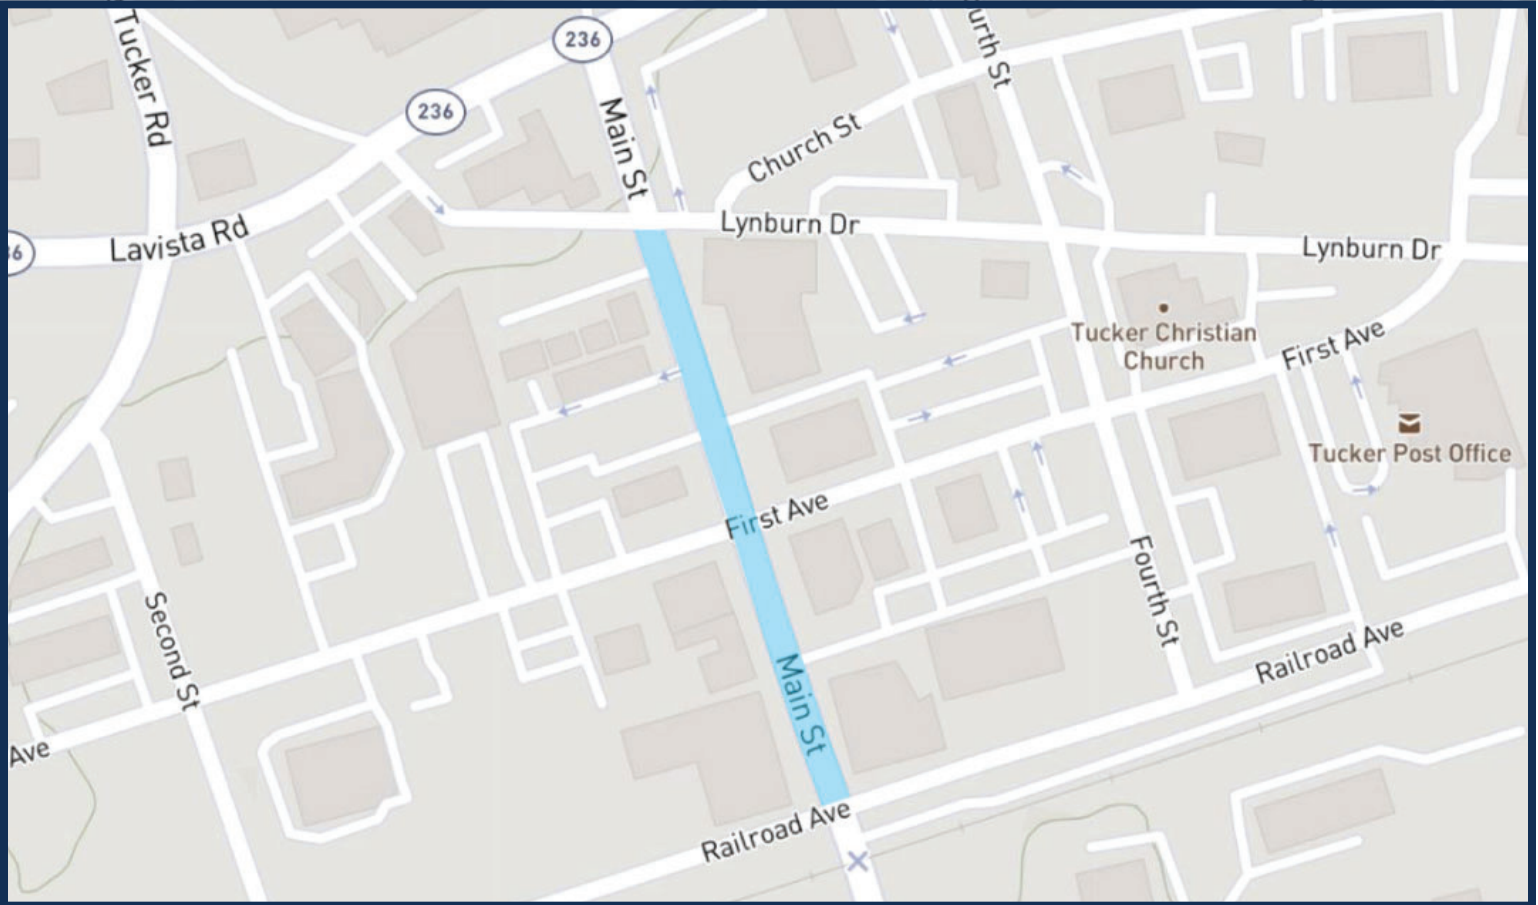 Tucker Rd
236
236
Main St
urth St
Church St
Lavista Rd
36
Lynburn Dr
Lynburn Dr
Tucker Christian
Church
First Ave
Tucker Post Office
First Ave
Fourth St
Second St
Main St
Railroad Ave
Ave
Railroad Ave